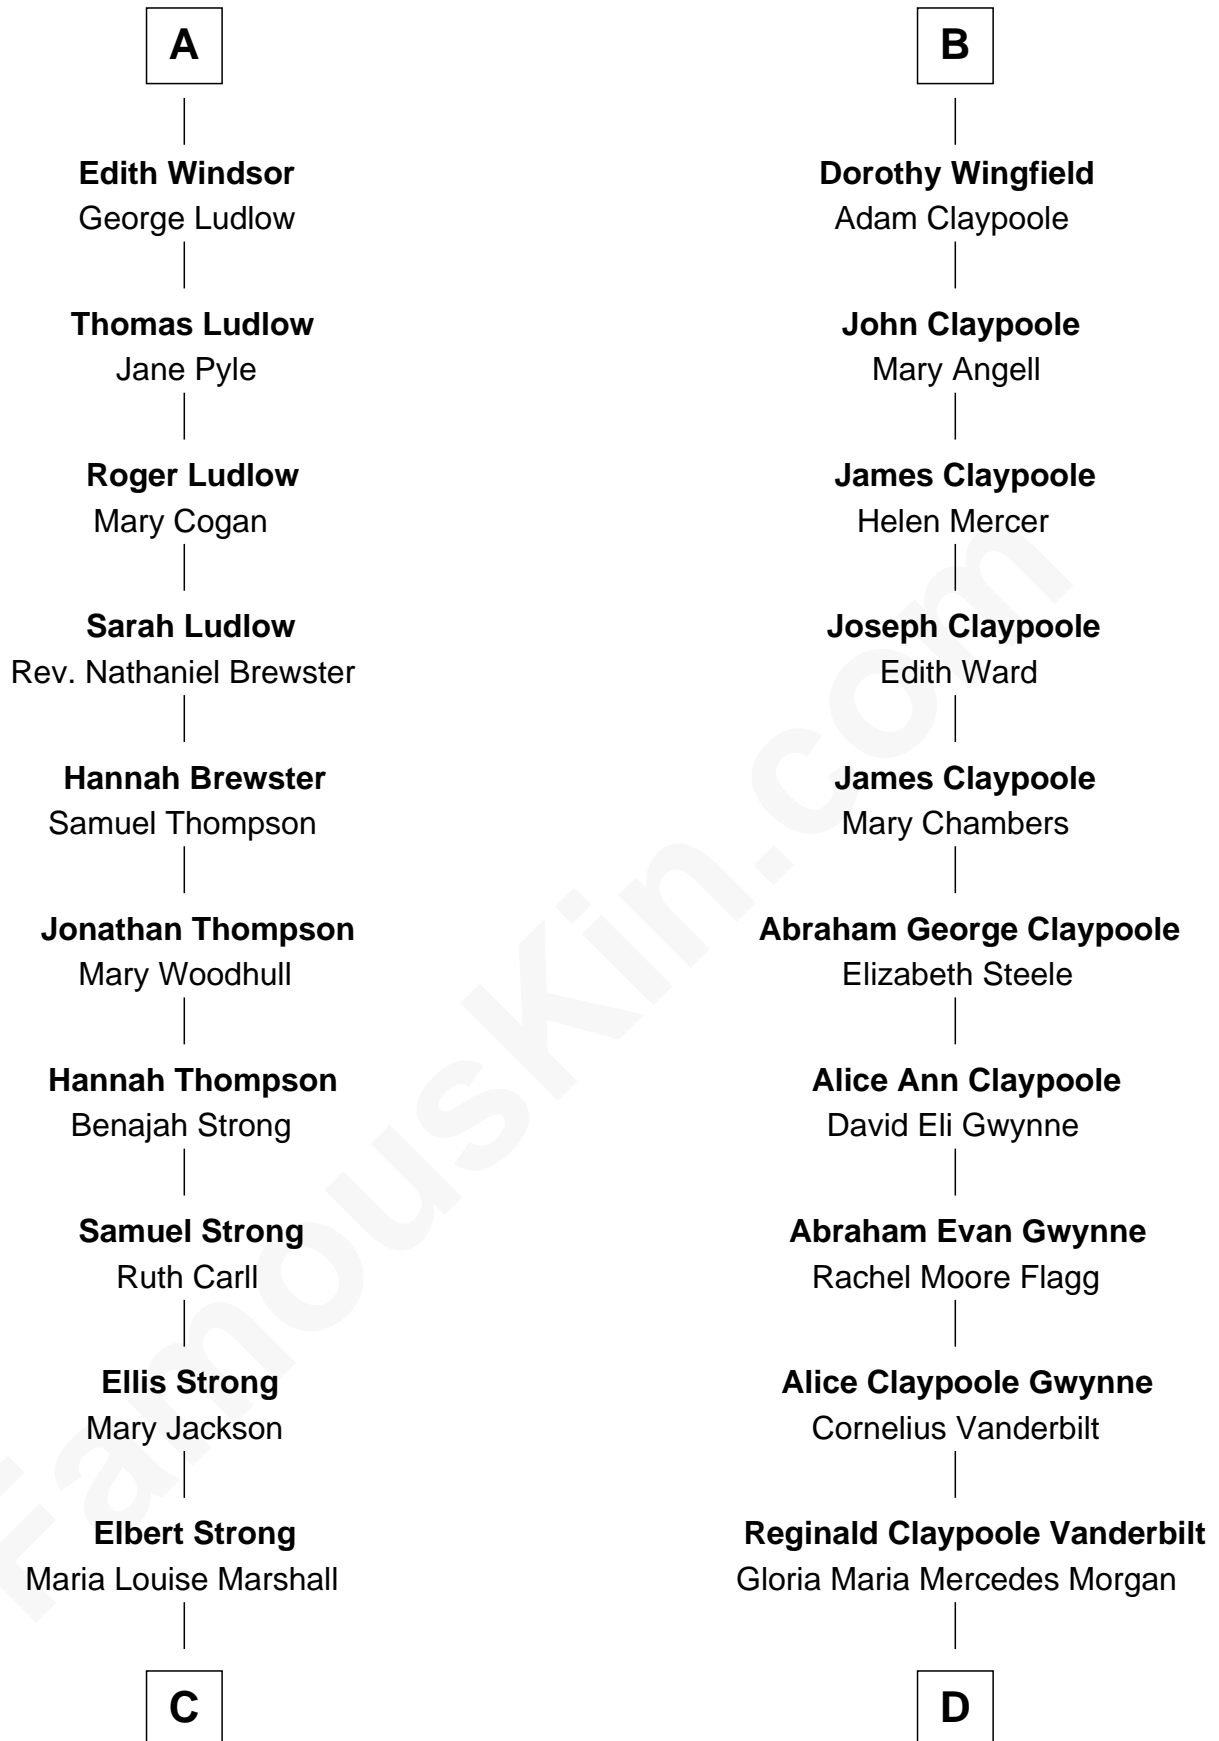 A
Edith Windsor
George Ludlow
Thomas Ludlow
Jane Pyle
Roger Ludlow
Mary Cogan
Sarah Ludlow
Rev. Nathaniel Brewster
Hannah Brewster
Samuel Thompson
Jonathan Thompson
Mary Woodhull
Hannah Thompson
Benajah Strong
Samuel Strong
Ruth Carll
Ellis Strong
Mary Jackson
Elbert Strong
Maria Louise Marshall
C
B
Dorothy Wingfield
Adam Claypoole
John Claypoole
Mary Angell
James Claypoole
Helen Mercer
Joseph Claypoole
Edith Ward
James Claypoole
Mary Chambers
Abraham George Claypoole
Elizabeth Steele
Alice Ann Claypoole
David Eli Gwynne
Abraham Evan Gwynne
Rachel Moore Flagg
Alice Claypoole Gwynne
Cornelius Vanderbilt
Reginald Claypoole Vanderbilt
Gloria Maria Mercedes Morgan
D
FamousKin.com